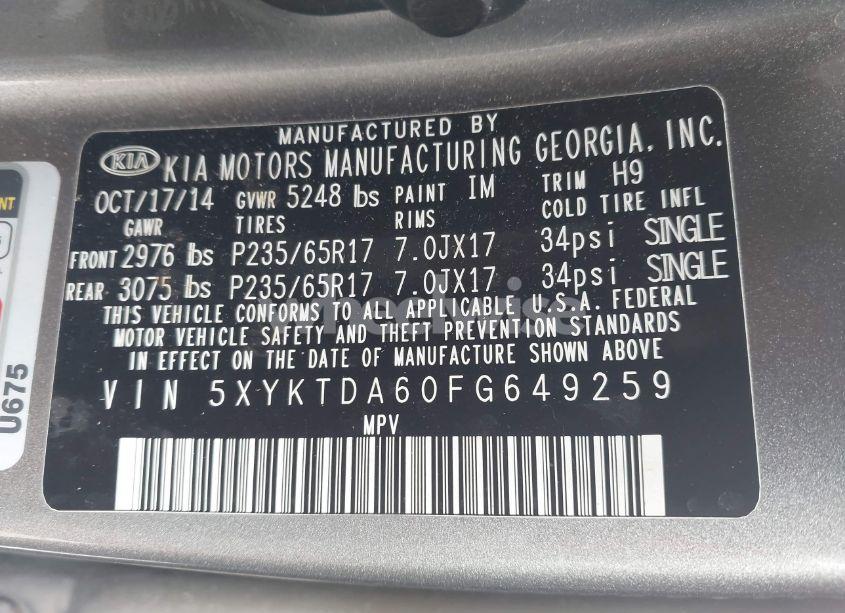 MANUFACTURED BY
KIA KIA MOTORS MANUFACTURING GEORGIA, INC.
OCT/17/14 GVWR 5248 lbs PAINT IM TRIM H9
GAWR TIRES RIMS COLD TIRE INFL
FRONT 2976 lbs P235/65R17 7.0JX17 34psi SINGLE
REAR 3075 lbs P235/65R17 7.0JX17 34psi SINGLE
THIS VEHICLE CONFORMS TO ALL APPLICABLE U.S.A. FEDERAL
MOTOR VEHICLE SAFETY AND THEFT PREVENTION STANDARDS
IN EFFECT ON THE DATE OF MANUFACTURE SHOWN ABOVE
VIN 5XYKTDA60FG649259
MPV
U675